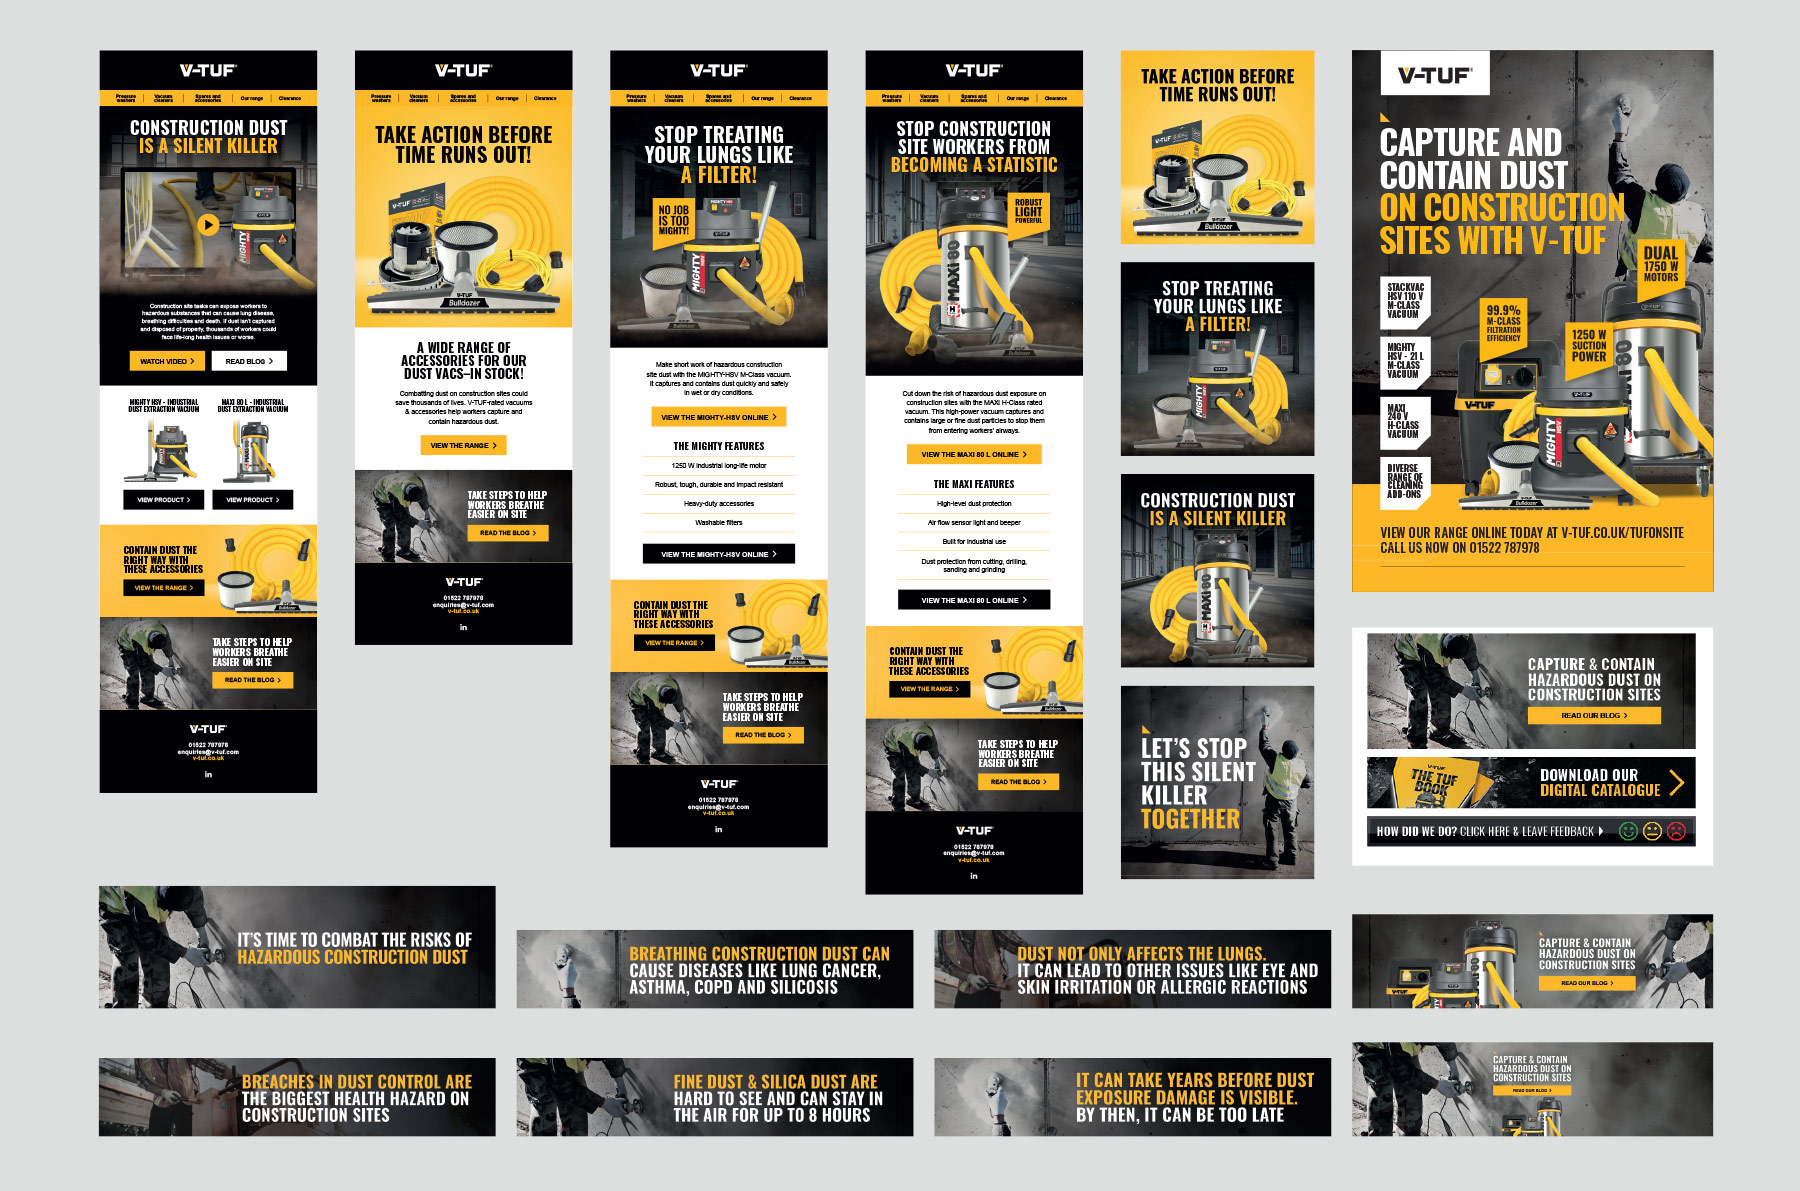 V-TUF
Pressure washers
Vacuum cleaners
Spares and accessories
Our range
Clearance
CONSTRUCTION DUST
IS A SILENT KILLER
Construction site tasks can expose workers to
hazardous substances that can cause lung disease,
breathing difficulties and death. If dust isn't captured
and disposed of properly, thousands of workers could
face life-long health issues or worse.
WATCH VIDEO
READ BLOG
MIGHTY HSV - INDUSTRIAL
DUST EXTRACTION VACUUM
MAXI 80 L - INDUSTRIAL
DUST EXTRACTION VACUUM
VIEW PRODUCT
VIEW PRODUCT
CONTAIN DUST THE
RIGHT WAY WITH
THESE ACCESSORIES
VIEW THE RANGE
TAKE STEPS TO HELP
WORKERS BREATHE
EASIER ON SITE
READ THE BLOG
V-TUF
01522 787978
enquiries@v-tuf.com
v-tuf.co.uk
in
V-TUF
Pressure washers
Vacuum cleaners
Spares and accessories
Our range
Clearance
TAKE ACTION BEFORE
TIME RUNS OUT!
V-TUF
Bulldozer
A WIDE RANGE OF
ACCESSORIES FOR OUR
DUST VACS–IN STOCK!
Combatting dust on construction sites could
save thousands of lives. V-TUF-rated vacuums
& accessories help workers capture and
contain hazardous dust.
VIEW THE RANGE
TAKE STEPS TO HELP
WORKERS BREATHE
EASIER ON SITE
READ THE BLOG
V-TUF
01522 787978
enquiries@v-tuf.com
v-tuf.co.uk
in
V-TUF
Pressure washers
Vacuum cleaners
Spares and accessories
Our range
Clearance
STOP TREATING
YOUR LUNGS LIKE
A FILTER!
NO JOB
IS TOO
MIGHTY!
MIGHTY
Make short work of hazardous construction
site dust with the MIGHTY-HSV M-Class vacuum.
It captures and contains dust quickly and safely
in wet or dry conditions.
VIEW THE MIGHTY-HSV ONLINE
THE MIGHTY FEATURES
1250 W industrial long-life motor
Robust, tough, durable and impact resistant
Heavy-duty accessories
Washable filters
VIEW THE MIGHTY-HSV ONLINE
CONTAIN DUST THE
RIGHT WAY WITH
THESE ACCESSORIES
VIEW THE RANGE
TAKE STEPS TO HELP
WORKERS BREATHE
EASIER ON SITE
READ THE BLOG
V-TUF
01522 787978
enquiries@v-tuf.com
v-tuf.co.uk
in
V-TUF
Pressure washers
Vacuum cleaners
Spares and accessories
Our range
Clearance
STOP CONSTRUCTION
SITE WORKERS FROM
BECOMING A STATISTIC
ROBUST
LIGHT
POWERFUL
MAXI 80
Cut down the risk of hazardous dust exposure on
construction sites with the MAXI H-Class rated
vacuum. This high-power vacuum captures and
contains large or fine dust particles to stop them
from entering workers' airways.
VIEW THE MAXI 80 L ONLINE
THE MAXI FEATURES
High-level dust protection
Air flow sensor light and beeper
Built for industrial use
Dust protection from cutting, drilling,
sanding and grinding
VIEW THE MAXI 80 L ONLINE
CONTAIN DUST THE
RIGHT WAY WITH
THESE ACCESSORIES
VIEW THE RANGE
TAKE STEPS TO HELP
WORKERS BREATHE
EASIER ON SITE
READ THE BLOG
V-TUF
01522 787978
enquiries@v-tuf.com
v-tuf.co.uk
in
TAKE ACTION BEFORE
TIME RUNS OUT!
V-TUF
Bulldozer
STOP TREATING
YOUR LUNGS LIKE
A FILTER!
MIGHTY
CONSTRUCTION DUST
IS A SILENT KILLER
MAXI 80
LET'S STOP
THIS SILENT
KILLER
TOGETHER
V-TUF
CAPTURE AND
CONTAIN DUST
ON CONSTRUCTION
SITES WITH V-TUF
STACKVAC
HSV 110 V
M-CLASS
VACUUM
MIGHTY
HSV - 21 L
M-CLASS
VACUUM
MAXI
240 V
H-CLASS
VACUUM
DIVERSE
RANGE OF
CLEANING
ADD-ONS
99.9%
M-CLASS
FILTRATION
EFFICIENCY
1250 W
SUCTION
POWER
DUAL
1750 W
MOTORS
V-TUF
MIGHTY
HSV
VIEW OUR RANGE ONLINE TODAY AT V-TUF.CO.UK/TUFONSITE
CALL US NOW ON 01522 787978
CAPTURE & CONTAIN
HAZARDOUS DUST ON
CONSTRUCTION SITES
READ OUR BLOG
V-TUF
THE TUF
BOOK
DOWNLOAD OUR
DIGITAL CATALOGUE
HOW DID WE DO? CLICK HERE & LEAVE FEEDBACK
IT'S TIME TO COMBAT THE RISKS OF
HAZARDOUS CONSTRUCTION DUST
BREATHING CONSTRUCTION DUST CAN
CAUSE DISEASES LIKE LUNG CANCER,
ASTHMA, COPD AND SILICOSIS
DUST NOT ONLY AFFECTS THE LUNGS.
IT CAN LEAD TO OTHER ISSUES LIKE EYE AND
SKIN IRRITATION OR ALLERGIC REACTIONS
CAPTURE & CONTAIN
HAZARDOUS DUST ON
CONSTRUCTION SITES
READ OUR BLOG
BREACHES IN DUST CONTROL ARE
THE BIGGEST HEALTH HAZARD ON
CONSTRUCTION SITES
FINE DUST & SILICA DUST ARE
HARD TO SEE AND CAN STAY IN
THE AIR FOR UP TO 8 HOURS
IT CAN TAKE YEARS BEFORE DUST
EXPOSURE DAMAGE IS VISIBLE.
BY THEN, IT CAN BE TOO LATE
CAPTURE & CONTAIN
HAZARDOUS DUST ON
CONSTRUCTION SITES
READ OUR BLOG